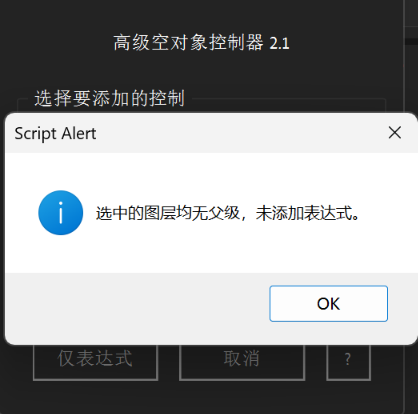 高级空对象控制器 2.1
选择要添加的控制
Script Alert
选中的图层均无父级，未添加表达式。
OK
仅表达式
取消
?